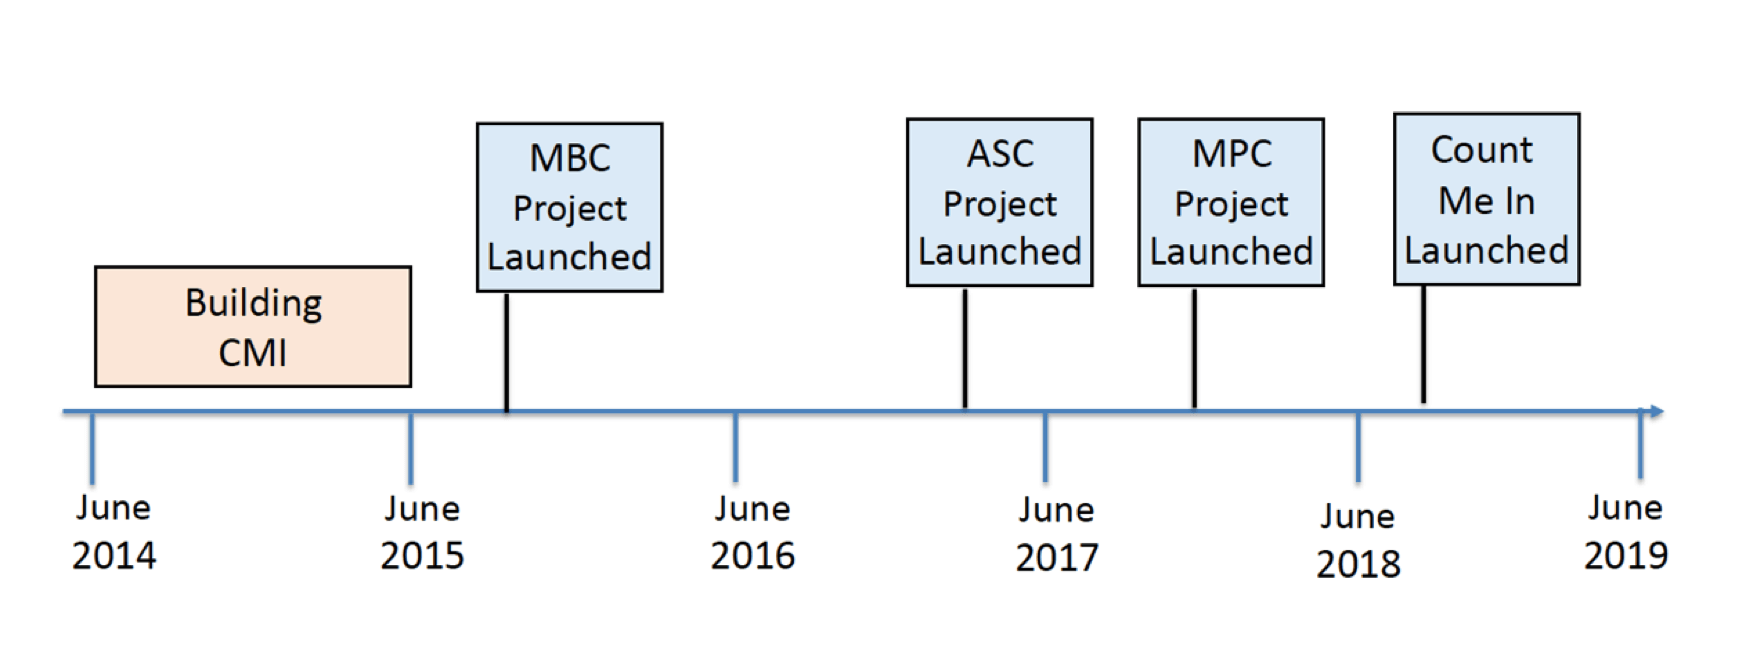 Building
CMI
MBC
Project
Launched
ASC
Project
Launched
MPC
Project
Launched
Count
Me In
Launched
June
2014
June
2015
June
2016
June
2017
June
2018
June
2019